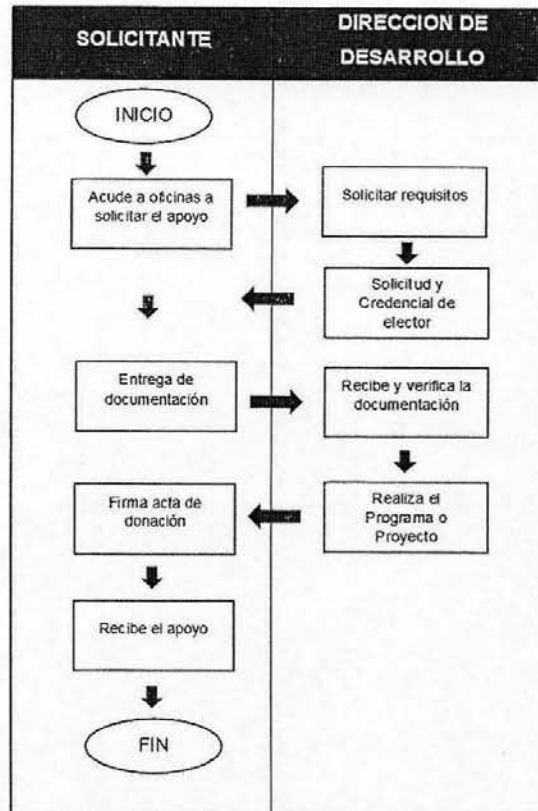 SOLICITANTE
DIRECCION DE
DESARROLLO
INICIO
Acude a oficinas a
solicitar el apoyo
Solicitar requisitos
Solicitud y
Credencial de
elector
Entrega de
documentación
Recibe y verifica la
documentación
Firma acta de
donación
Realiza el
Programa o
Proyecto
Recibe el apoyo
FIN